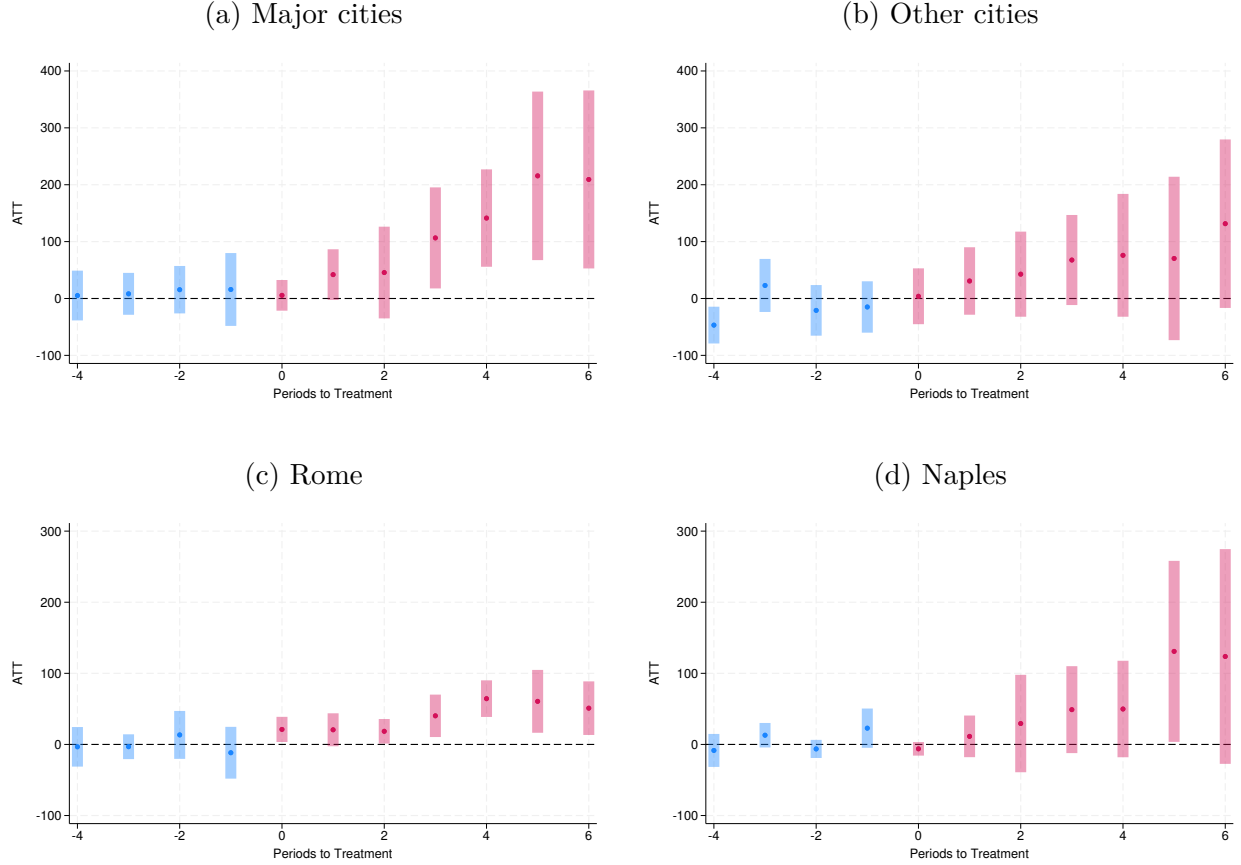 (a) Major cities
400
300
200
100
0
-100
ATT
-4 -2 0 2 4 6
Periods to Treatment
(b) Other cities
400
300
200
100
0
-100
ATT
-4 -2 0 2 4 6
Periods to Treatment
(c) Rome
300
200
100
0
-100
ATT
-4 -2 0 2 4 6
Periods to Treatment
(d) Naples
300
200
100
0
-100
ATT
-4 -2 0 2 4 6
Periods to Treatment